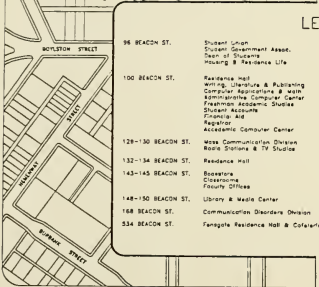 LE
BOYLSTON STREET
HEMENWAY STREET
BURBANK STREET
96 BEACON ST. Student Union
Student Government Assoc.
Dean of Students
Housing & Residence Life
100 BEACON ST. Residence Hall
Writing, Literature & Publishing
Computer Applications & Math
Administrative Computer Center
Freshman Academic Studies
Student Accounts
Financial Aid
Registrar
Accedemic Computer Center
128-130 BEACON ST. Mass Communication Division
Radio Stations & TV Studios
132-134 BEACON ST. Residence Hall
143-145 BEACON ST. Bookstore
Classrooms
Faculty Offices
148-150 BEACON ST. Library & Media Center
168 BEACON ST. Communication Disorders Division
534 BEACON ST. Fensgate Residence Hall & Cafeteri